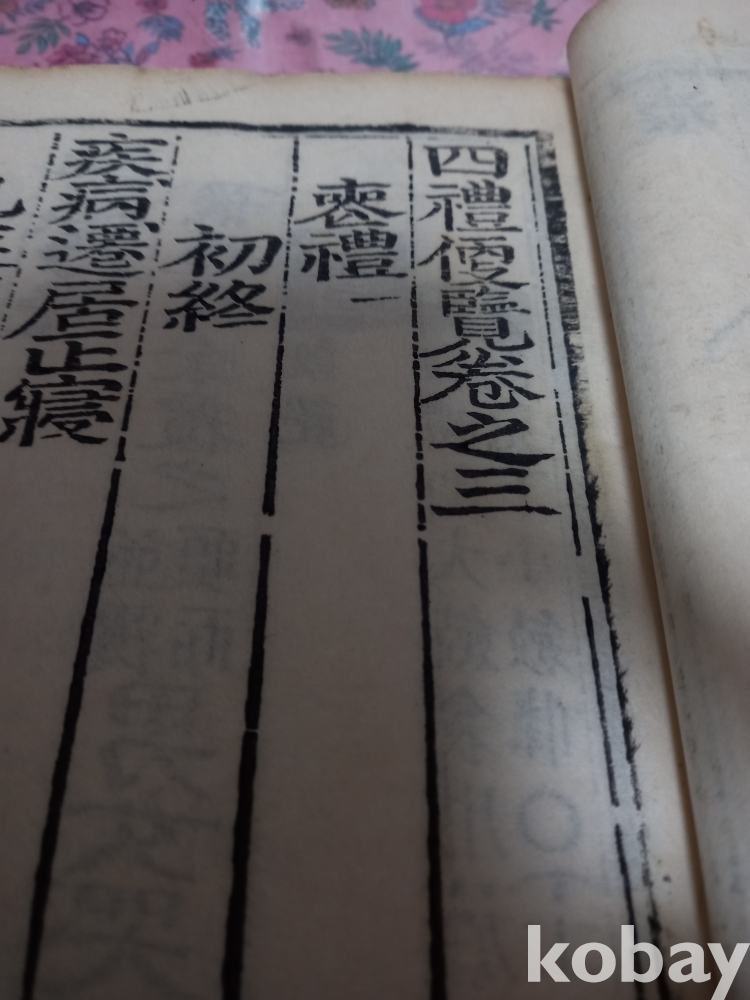 四禮便覽卷之三
喪禮一
初終
疾病遷居正寢
kobay